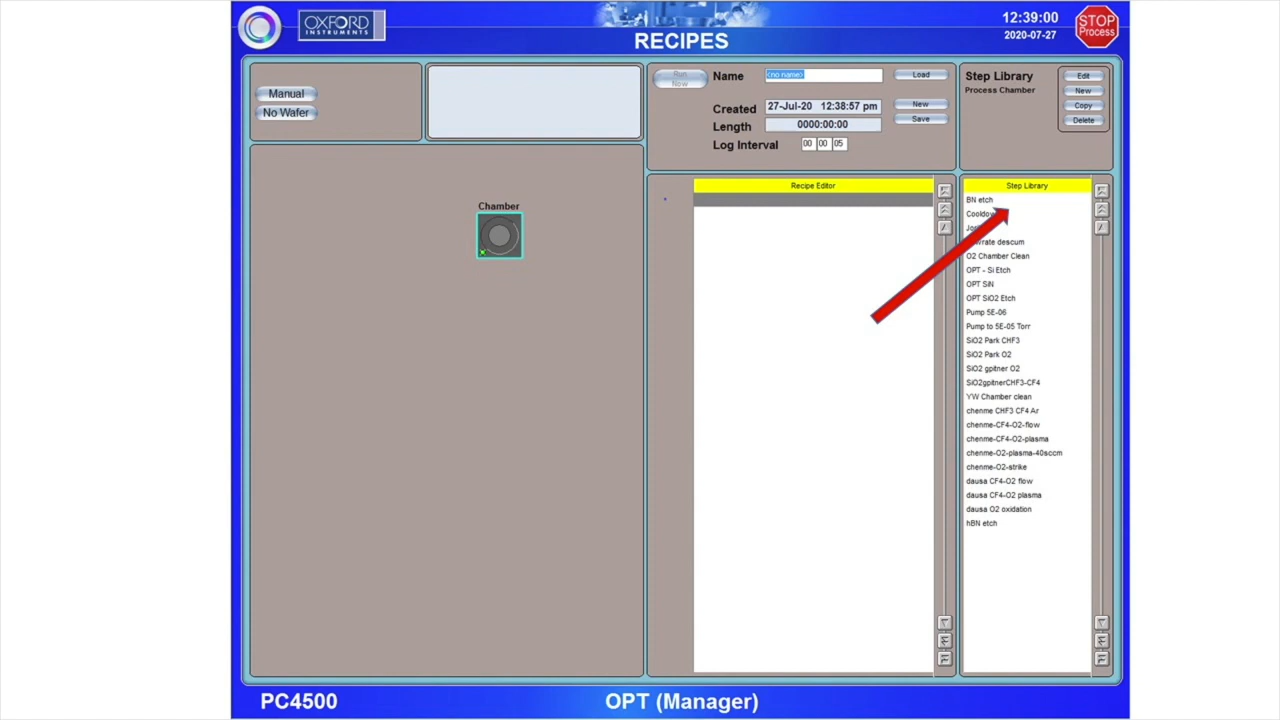 OXFORD
INSTRUMENTS
RECIPES
12:39:00
2020-07-27
STOP
Process
Manual
No Wafer
Run
Now
Name
<no name>
Load
Created
27-Jul-20 12:38:57 pm
New
Length
0000:00:00
Save
Log Interval
00 00 05
Step Library
Process Chamber
Edit
New
Copy
Delete
Chamber
Recipe Editor
Step Library
BN etch
descum
O2 Chamber Clean
OPT - Si Etch
OPT SiN
OPT SiO2 Etch
Pump 5E-06
Pump to 5E-05 Torr
SiO2 Park CHF3
SiO2 Park O2
SiO2 gpitner O2
SiO2gpitnerCHF3-CF4
YW Chamber clean
chenme CHF3 CF4 Ar
chenme-CF4-O2-flow
chenme-CF4-O2-plasma
chenme-O2-plasma-40sccm
chenme-O2-strike
dausa CF4-O2 flow
dausa CF4-O2 plasma
dausa O2 oxidation
hBN etch
PC4500
OPT (Manager)